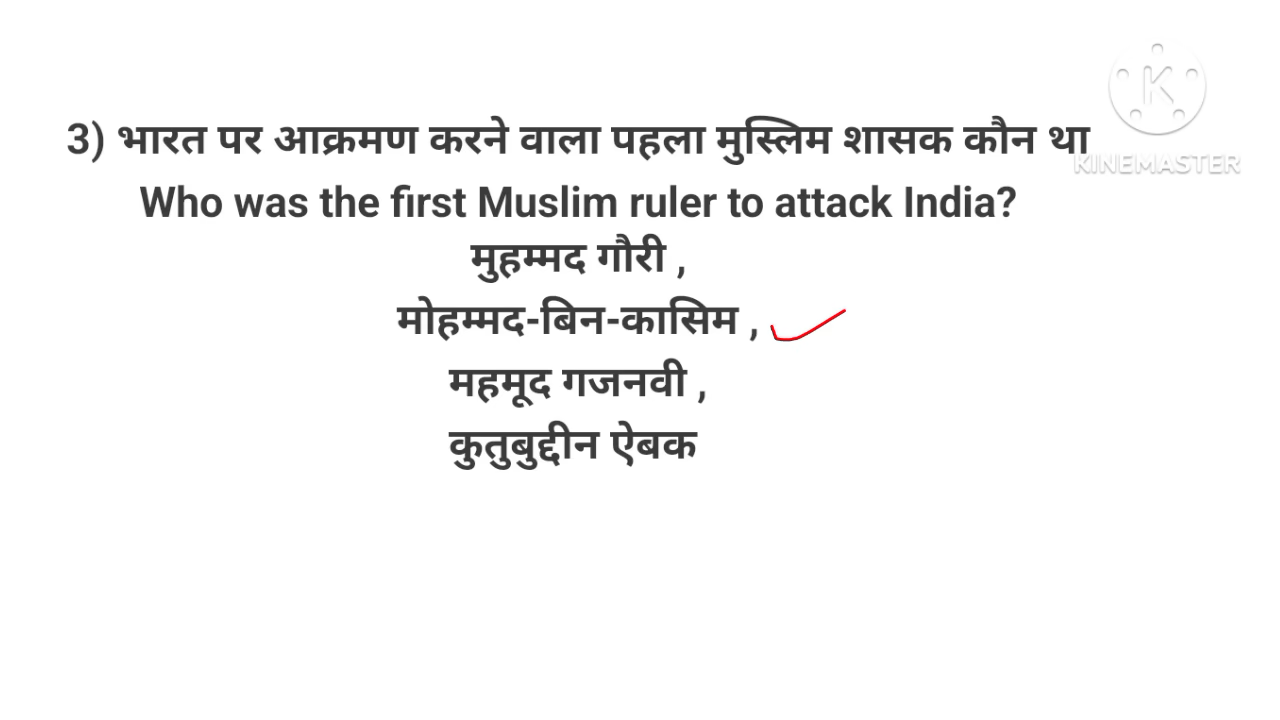 3) भारत पर आक्रमण करने वाला पहला मुस्लिम शासक कौन था
Who was the first Muslim ruler to attack India?
मुहम्मद गौरी ,
मोहम्मद-बिन-कासिम ,
महमूद गजनवी ,
कुतुबुद्दीन ऐबक
K
KINEMASTER